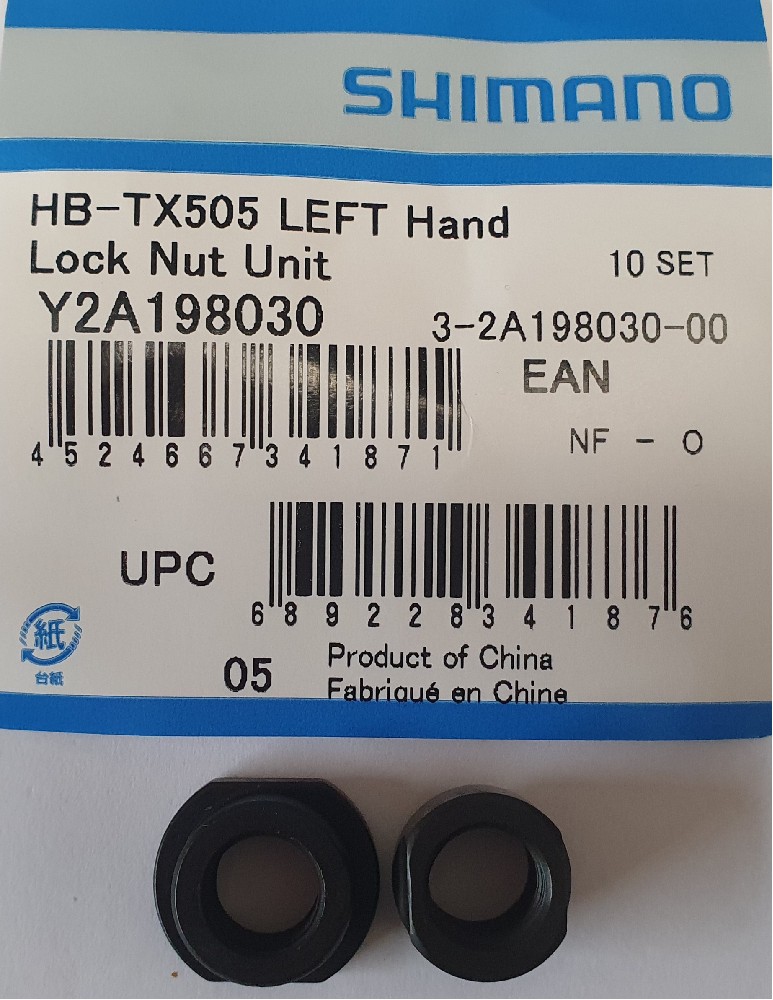 SHIMANO
HB-TX505 LEFT Hand
Lock Nut Unit
10 SET
Y2A198030
3-2A198030-00
EAN
4 524667 341871
NF - O
UPC
6 89228 34187 6
紙
台紙
05
Product of China
Fabriqué en Chine